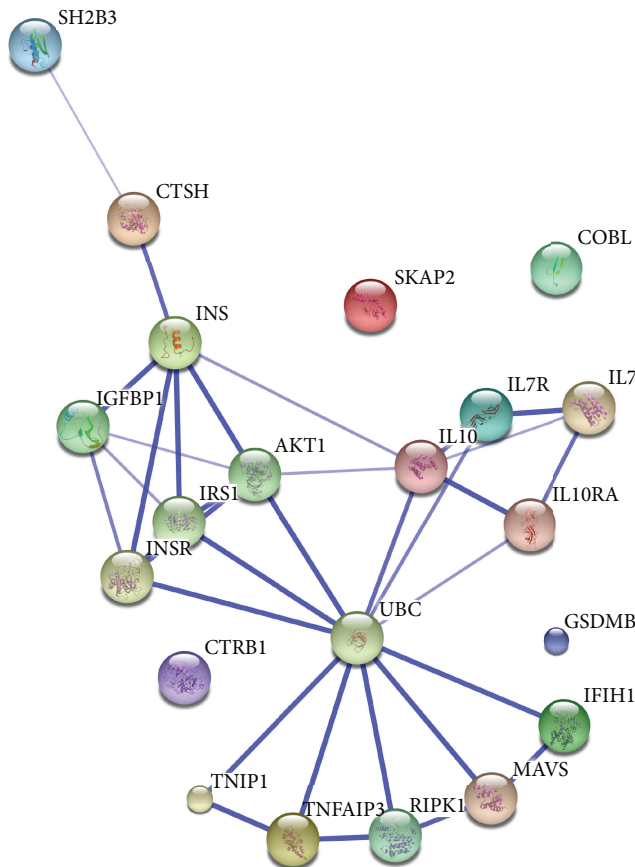 SH2B3
CTSH
COBL
SKAP2
INS
IL7R
IL7
IGFBP1
AKT1
IL10
IRS1
IL10RA
INSR
UBC
GSDMB
CTRB1
IFIH1
MAVS
TNIP1
TNFAIP3
RIPK1